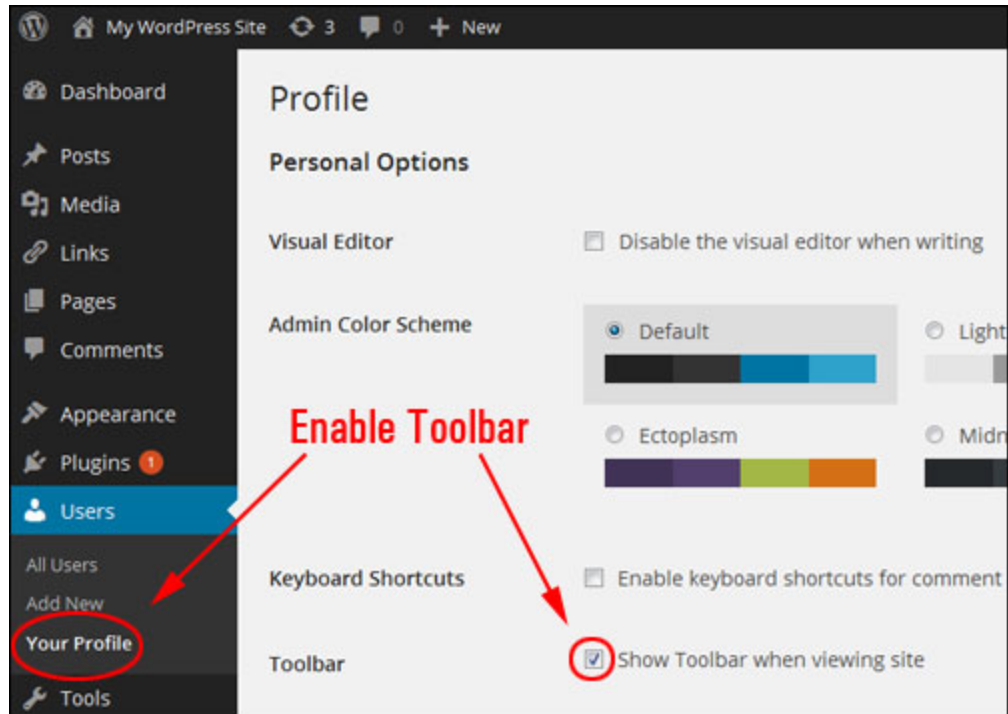 My WordPress Site 3 0 + New
Dashboard
Posts
Media
Links
Pages
Comments
Appearance
Plugins 1
Users
All Users
Add New
Your Profile
Tools
Profile
Personal Options
Visual Editor Disable the visual editor when writing
Admin Color Scheme Default Light
Enable Toolbar
Ectoplasm Midn
Keyboard Shortcuts Enable keyboard shortcuts for comment
Toolbar Show Toolbar when viewing site